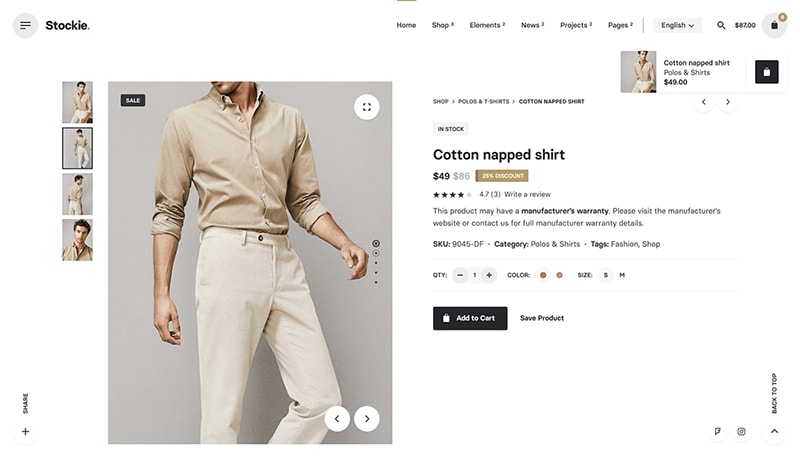 Stockie.
Home Shop 3 Elements 2 News 2 Projects 2 Pages 2 English $87.00 6
Cotton napped shirt
Polos & Shirts
$49.00
SALE
SHOP > POLOS & T-SHIRTS > COTTON NAPPED SHIRT
IN STOCK
Cotton napped shirt
$49 $86 25% DISCOUNT
4.7 (3) Write a review
This product may have a manufacturer's warranty. Please visit the manufacturer's
website or contact us for full manufacturer warranty details.
SKU: 9045-DF · Category: Polos & Shirts · Tags: Fashion, Shop
QTY: − 1 + COLOR: SIZE: S M
Add to Cart Save Product
SHARE
BACK TO TOP